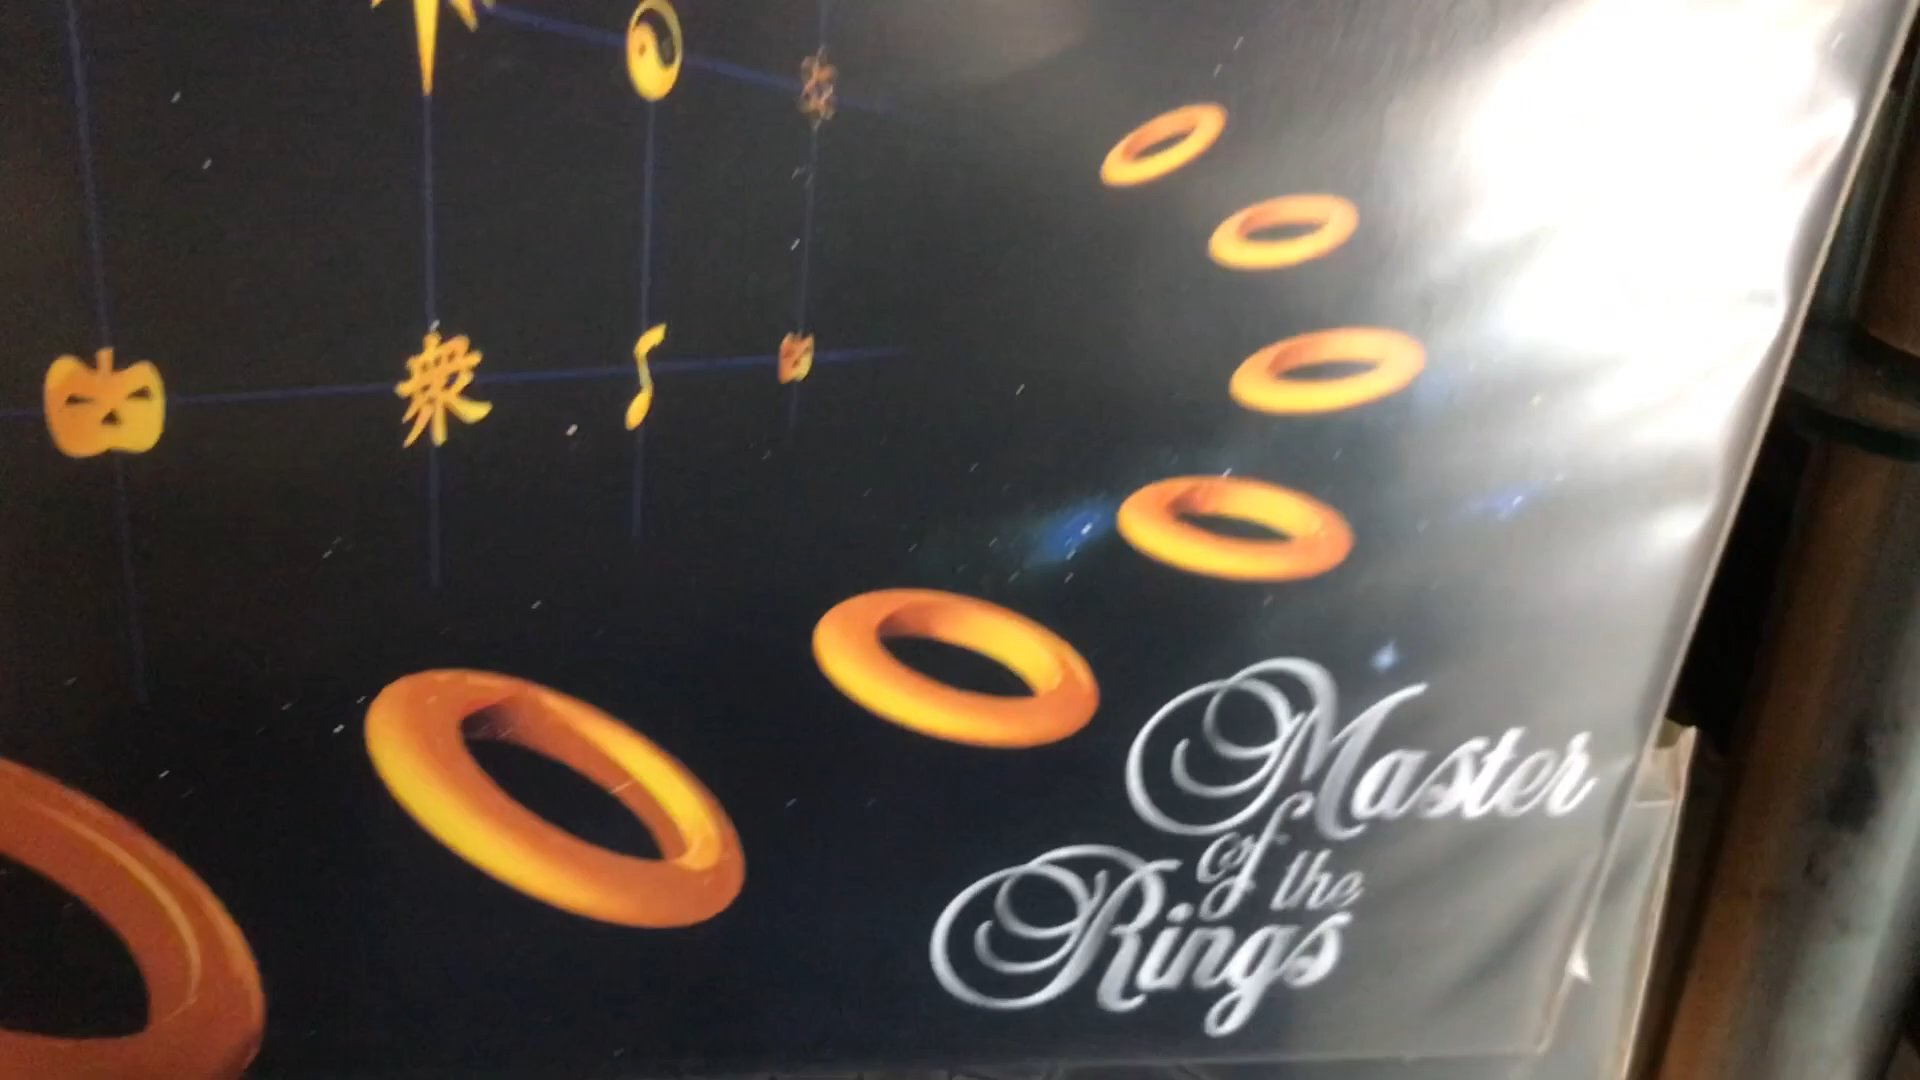 衆
Master
of the
Rings